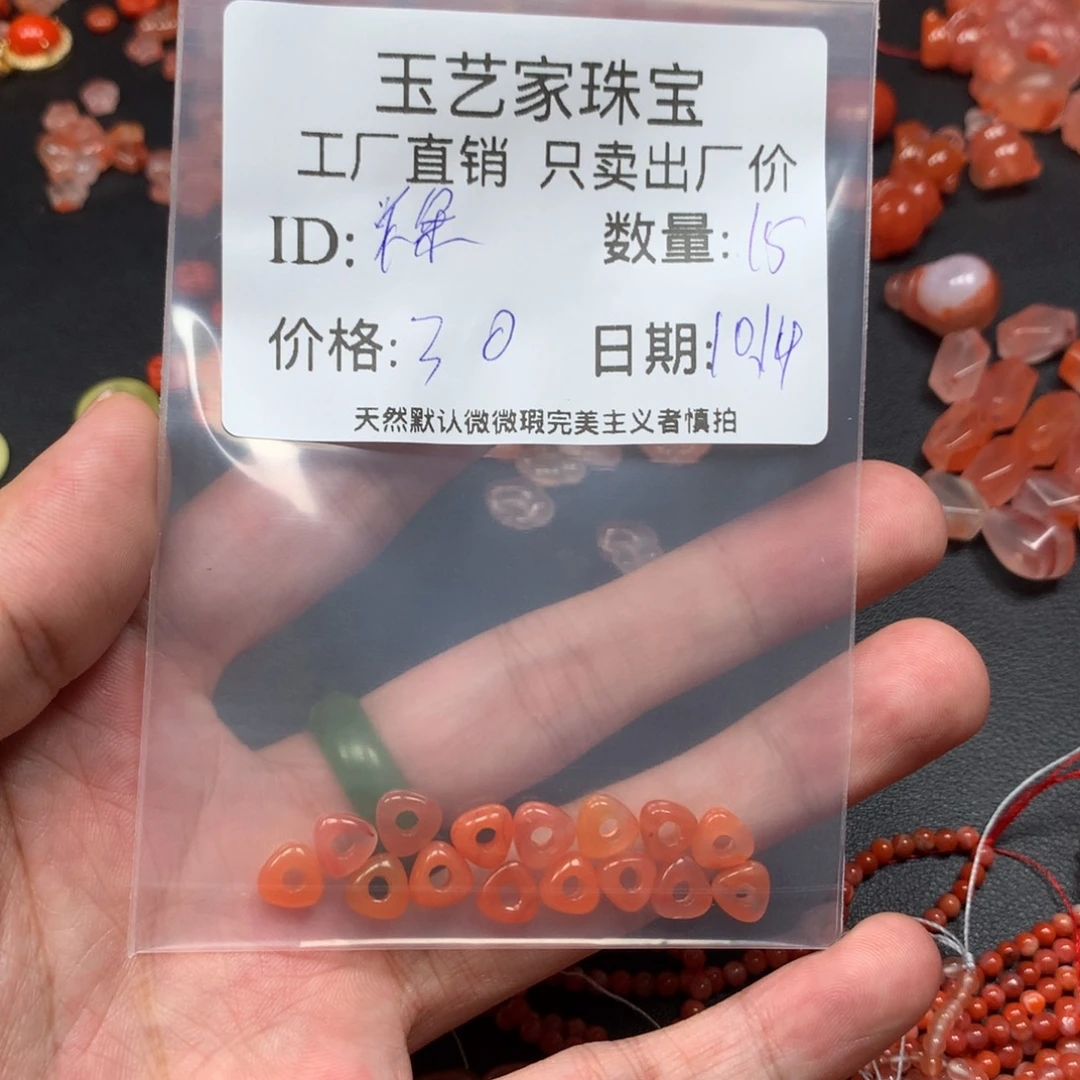 玉艺家珠宝
工厂直销 只卖出厂价
ID: 数量:15
价格:30 日期:10/14
天然默认微微瑕完美主义者慎拍